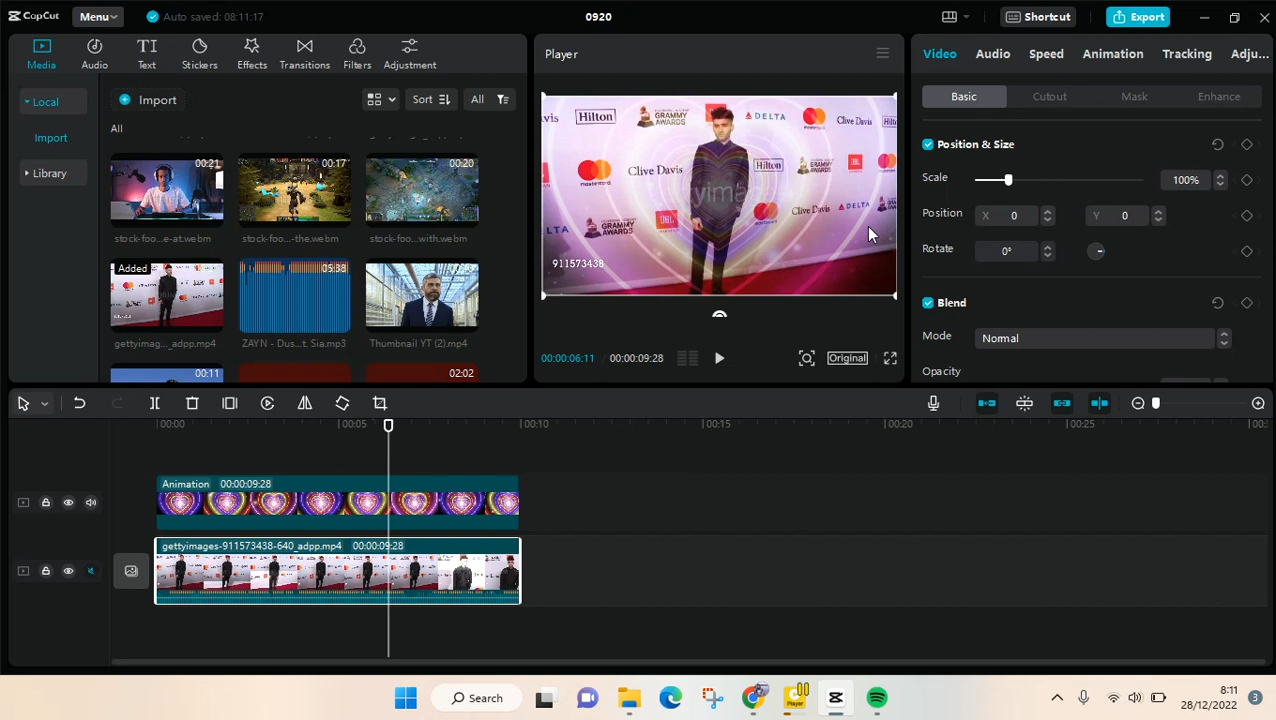 CapCut
Menu
Auto saved: 08:11:17
0920
Shortcut
Export
Media
Audio
Text
Stickers
Effects
Transitions
Filters
Adjustment
Player
Video
Audio
Speed
Animation
Tracking
Adju...
Local
Import
Library
Import
Sort
All
All
00:21
00:17
00:20
stock-foo...e-at.webm
stock-foo...-the.webm
stock-foo...with.webm
Added
05:38
gettyimag..._adpp.mp4
ZAYN - Dus...t. Sia.mp3
Thumbnail YT (2).mp4
00:11
02:02
Hilton
GRAMMY AWARDS
DELTA
Clive Davis
mastercard
Clive Davis
Hilton
JBL
Clive Davis
DELTA
GRAMMY AWARDS
911573438
00:00:06:11 / 00:00:09:28
Original
Basic
Cutout
Mask
Enhance
Position & Size
Scale
100%
Position
X 0
Y 0
Rotate
0°
Blend
Mode
Normal
Opacity
00:00
00:05
00:10
00:15
00:20
00:25
Animation 00:00:09:28
gettyimages-911573438-640_adpp.mp4 00:00:09:28
Search
Player
8:11
28/12/2022
3